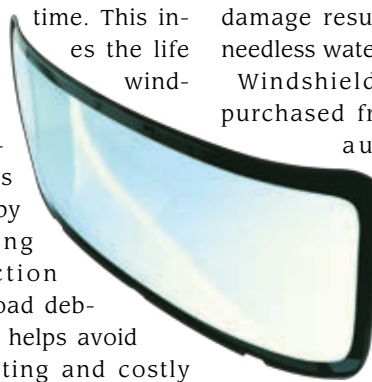 time. This in-
es the life
wind-
-
s
by
ng
ction
oad deb-
helps avoid
ting and costly
damage resu
needless wate
Windshield
purchased fr
au